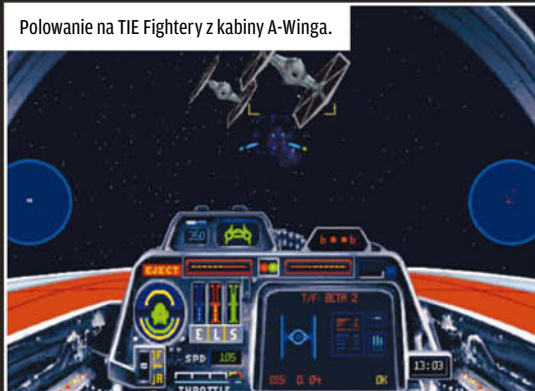 Polowanie na TIE Fightery z kabiny A-Winga.
350
EJECT
T/F BETA 2
E L S
SPD 105
THROTTLE
OK
13:03